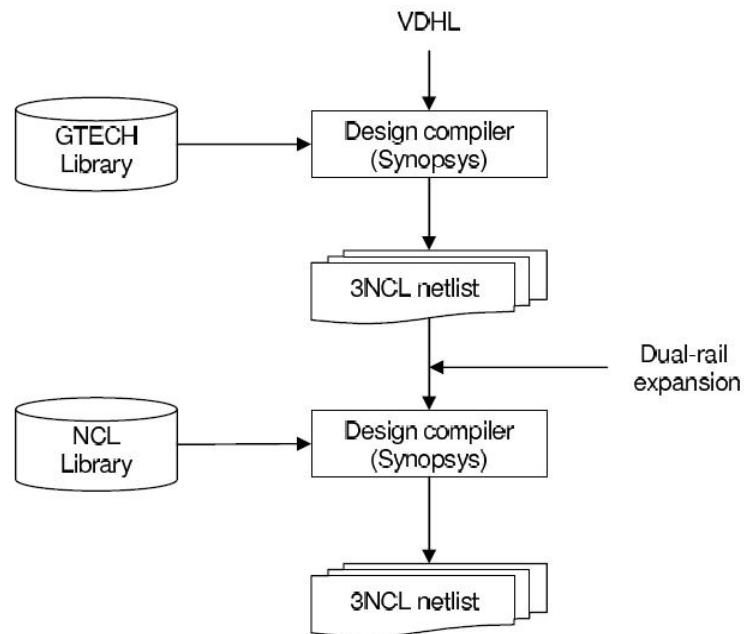 VDHL
GTECH
Library
Design compiler
(Synopsys)
3NCL netlist
Dual-rail
expansion
NCL
Library
Design compiler
(Synopsys)
3NCL netlist